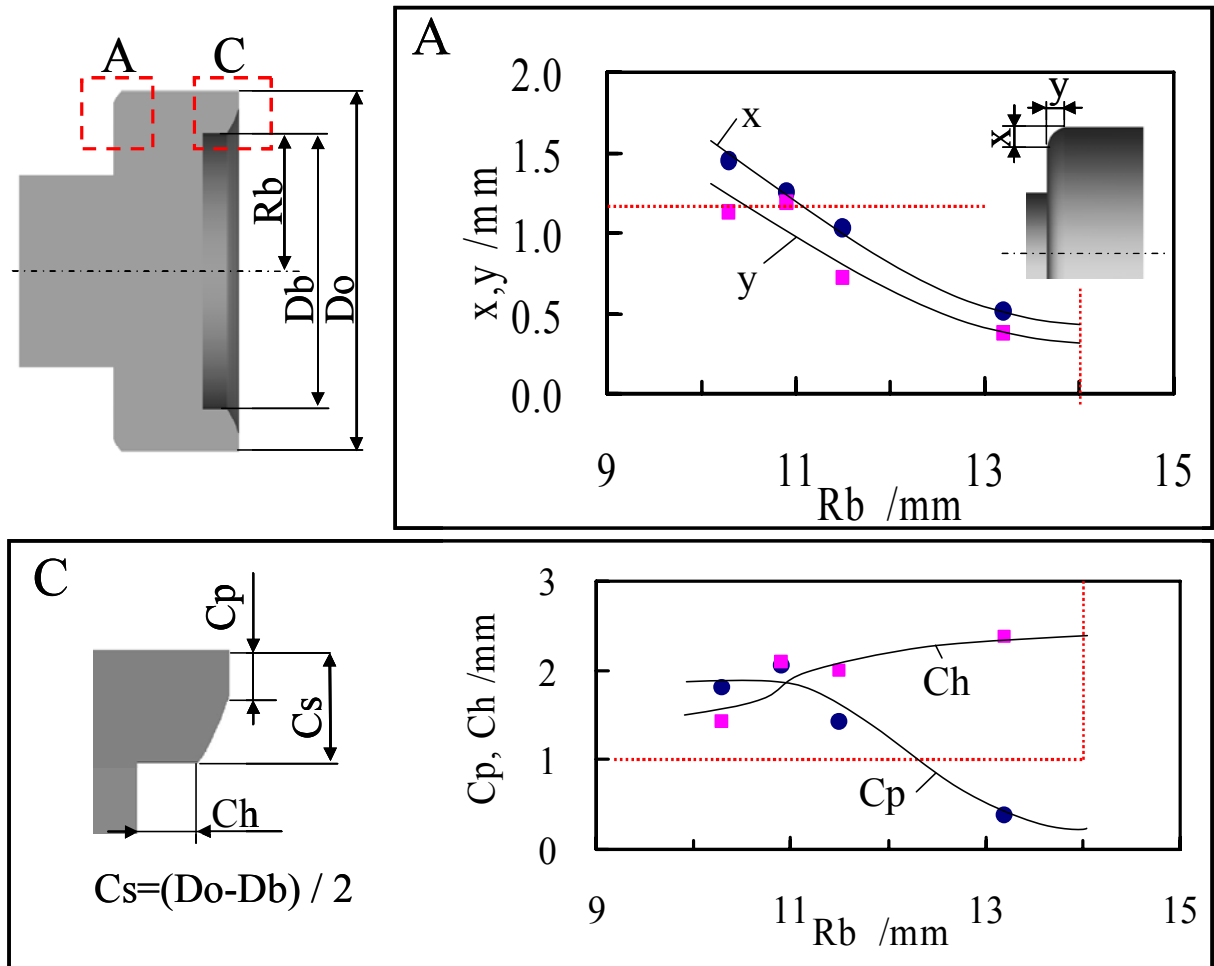 A
C
Rb
Db
Do
A
2.0
1.5
1.0
0.5
0.0
x,y /mm
x
y
y
x
9
11
13
15
Rb /mm
C
Cp
Cs
Ch
Cs=(Do-Db) / 2
3
2
1
0
Cp, Ch /mm
Ch
Cp
9
11
13
15
Rb /mm